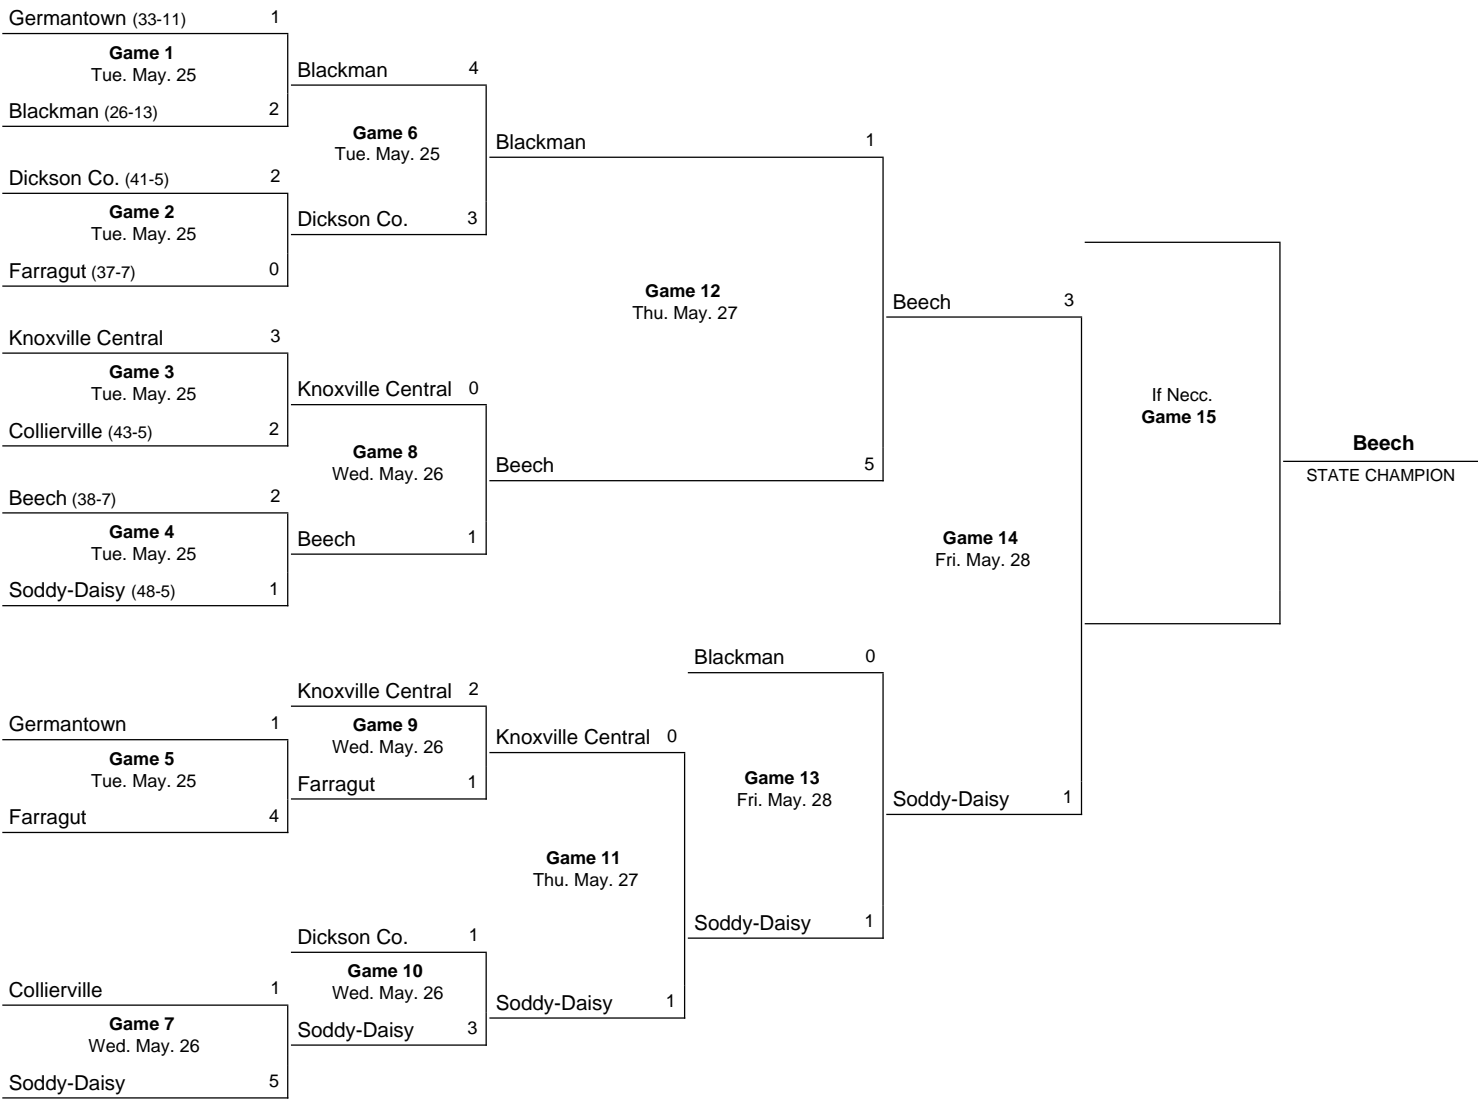 Germantown (33-11) 1
Game 1
Tue. May. 25
Blackman (26-13) 2
Dickson Co. (41-5) 2
Game 2
Tue. May. 25
Farragut (37-7) 0
Knoxville Central 3
Game 3
Tue. May. 25
Collierville (43-5) 2
Beech (38-7) 2
Game 4
Tue. May. 25
Soddy-Daisy (48-5) 1
Germantown 1
Game 5
Tue. May. 25
Farragut 4
Collierville 1
Game 7
Wed. May. 26
Soddy-Daisy 5
Blackman 4
Game 6
Tue. May. 25
Dickson Co. 3
Knoxville Central 0
Game 8
Wed. May. 26
Beech 1
Knoxville Central 2
Game 9
Wed. May. 26
Farragut 1
Dickson Co. 1
Game 10
Wed. May. 26
Soddy-Daisy 3
Blackman 1
Game 12
Thu. May. 27
Beech 5
Knoxville Central 0
Game 11
Thu. May. 27
Soddy-Daisy 1
Blackman 0
Game 13
Fri. May. 28
Soddy-Daisy 1
Beech 3
Game 14
Fri. May. 28
Soddy-Daisy 1
If Necc.
Game 15
Beech
STATE CHAMPION